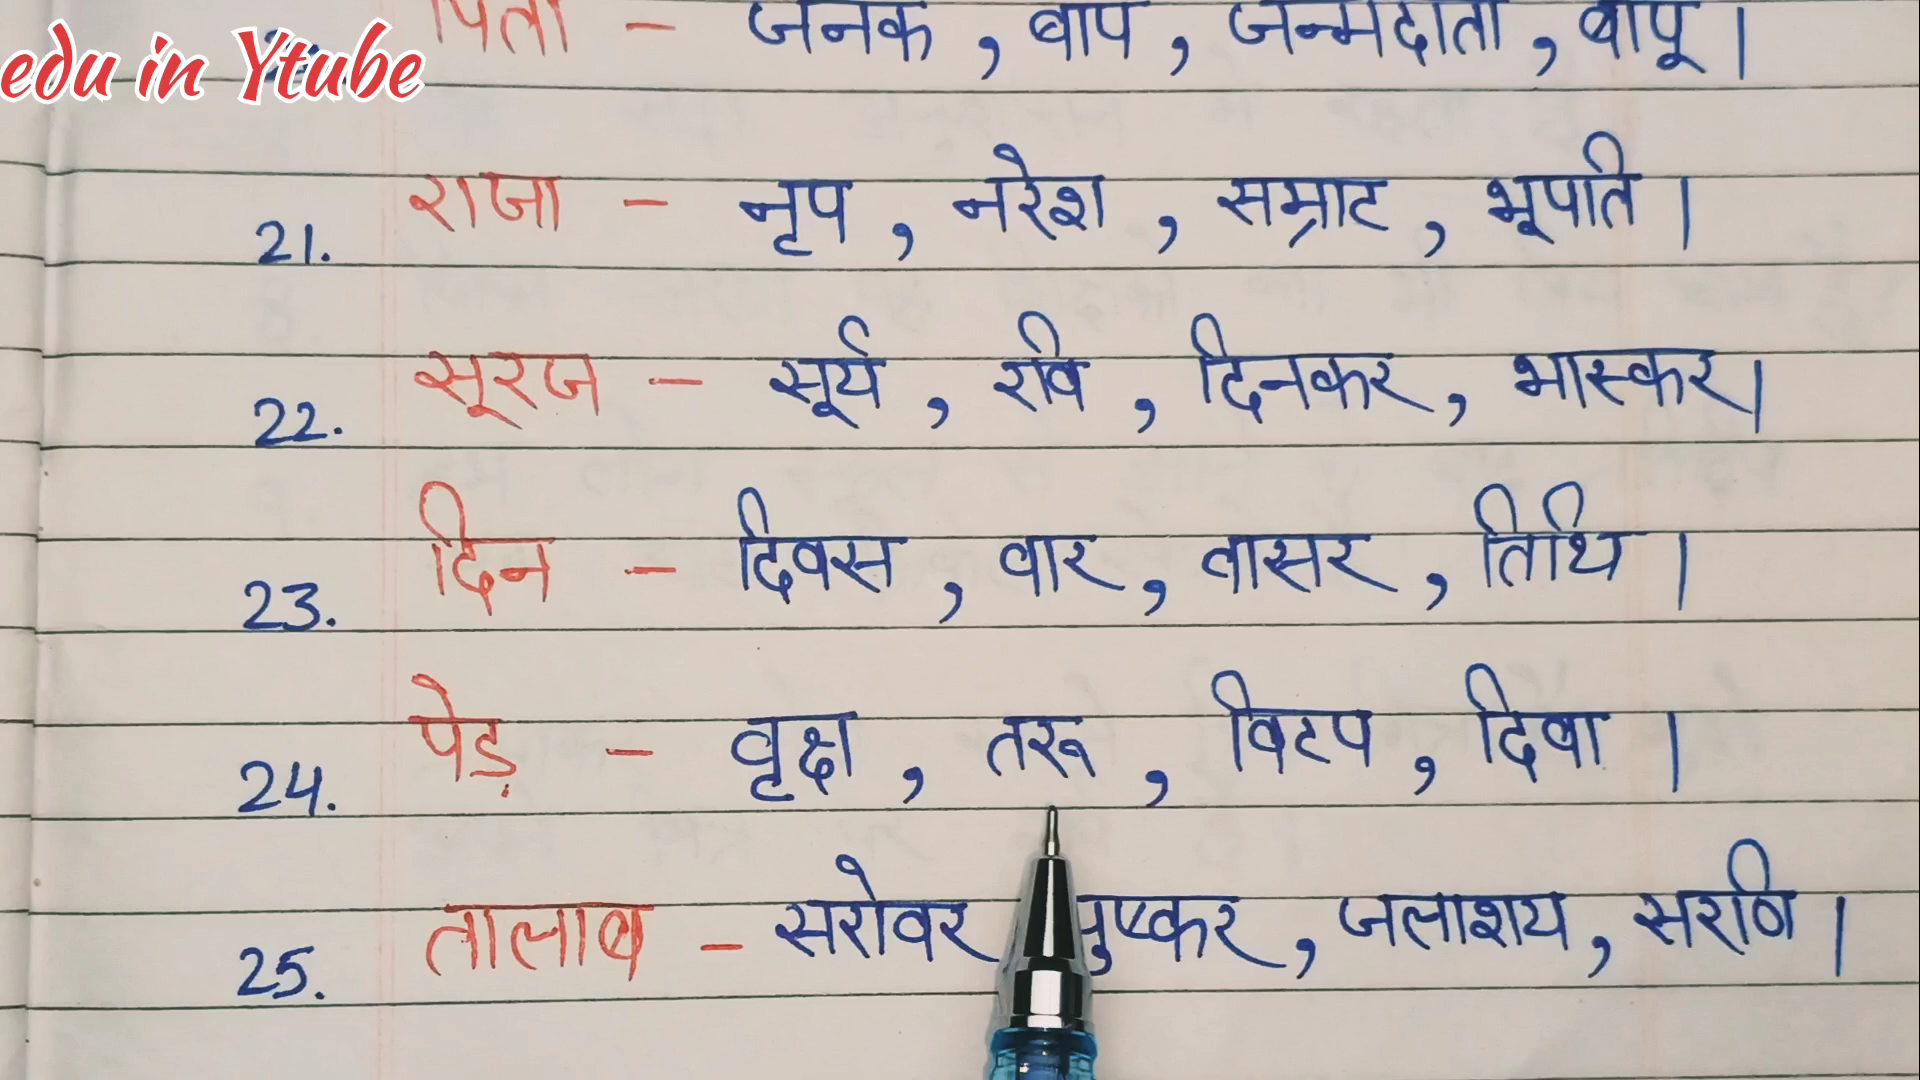 edu in Ytube
पिता - जनक, बाप, जन्मदाता, बापू।
21. राजा - नृप, नरेश, सम्राट, भूपति।
22. सूरज - सूर्य, रवि, दिनकर, भास्कर।
23. दिन - दिवस, वार, वासर, तिथि।
24. पेड़ - वृक्ष, तरू, विटप, दिवा।
25. तालाब - सरोवर पुष्कर, जलाशय,